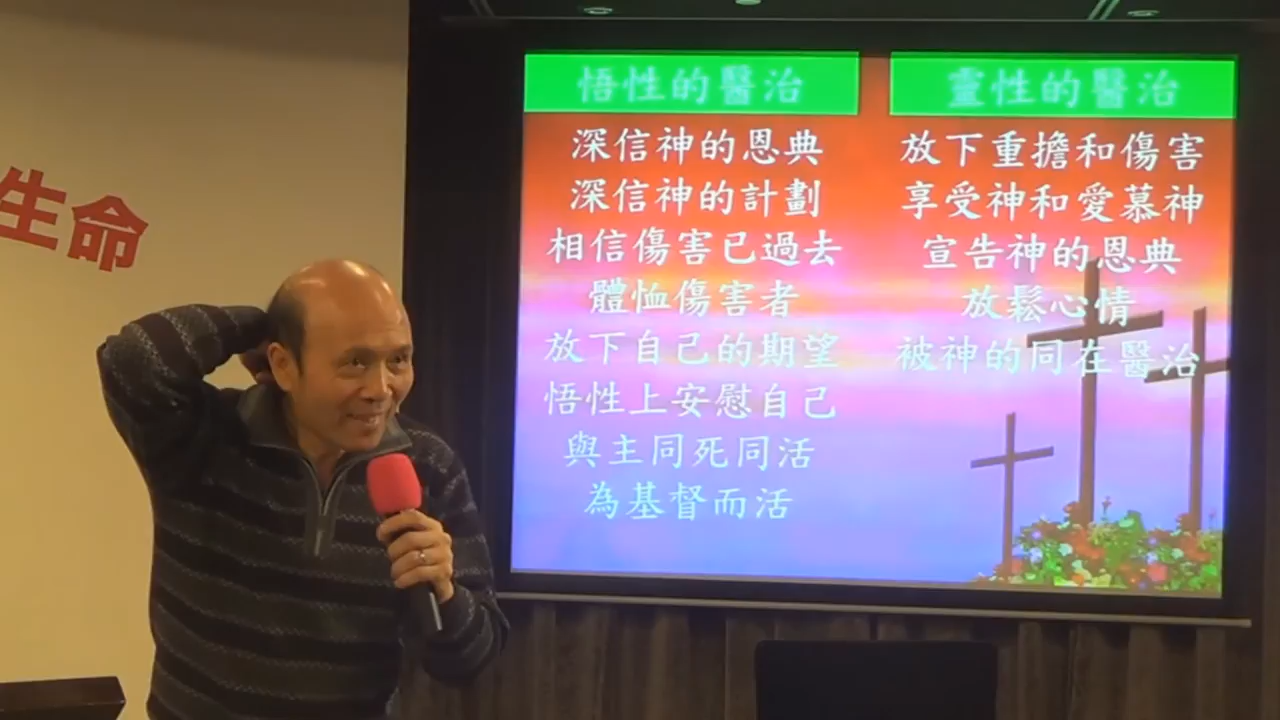 生命
悟性的醫治
深信神的恩典
深信神的計劃
相信傷害已過去
體恤傷害者
放下自己的期望
悟性上安慰自己
與主同死同活
為基督而活
靈性的醫治
放下重擔和傷害
享受神和愛慕神
宣告神的恩典
放鬆心情
被神的同在醫治